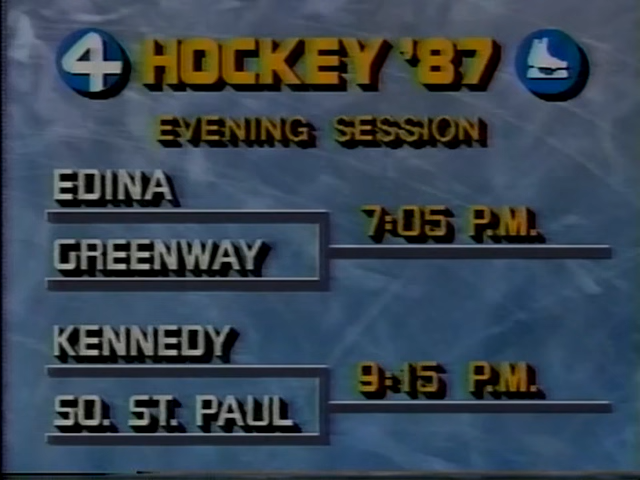 4 HOCKEY '87
EVENING SESSION
EDINA
7:05 P.M.
GREENWAY
KENNEDY
9:15 P.M.
SO. ST. PAUL